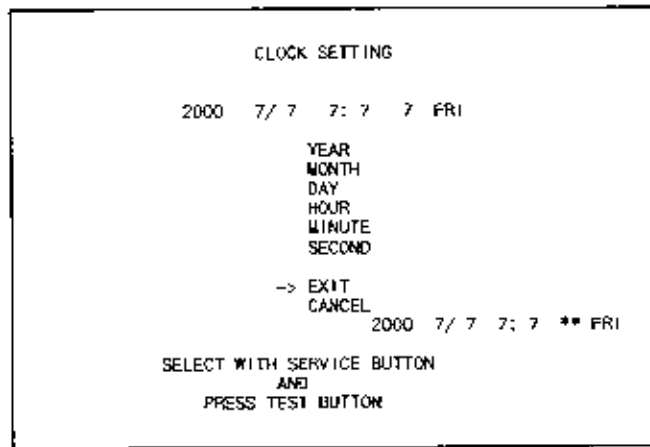 CLOCK SETTING
2000 7/ 7 7: 7 7 FRI
YEAR
MONTH
DAY
HOUR
MINUTE
SECOND
-> EXIT
CANCEL
2000 7/ 7 7; 7 ** FRI
SELECT WITH SERVICE BUTTON
AND
PRESS TEST BUTTON